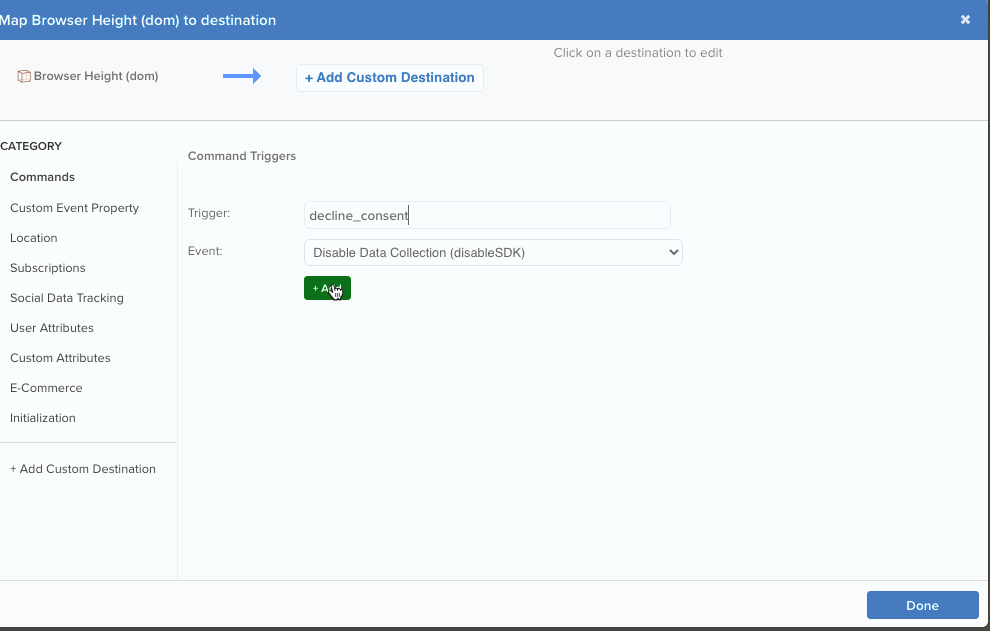 Map Browser Height (dom) to destination
Click on a destination to edit
Browser Height (dom)
+ Add Custom Destination
CATEGORY
Commands
Custom Event Property
Location
Subscriptions
Social Data Tracking
User Attributes
Custom Attributes
E-Commerce
Initialization
+ Add Custom Destination
Command Triggers
Trigger:
decline_consent
Event:
Disable Data Collection (disableSDK)
+ Add
Done